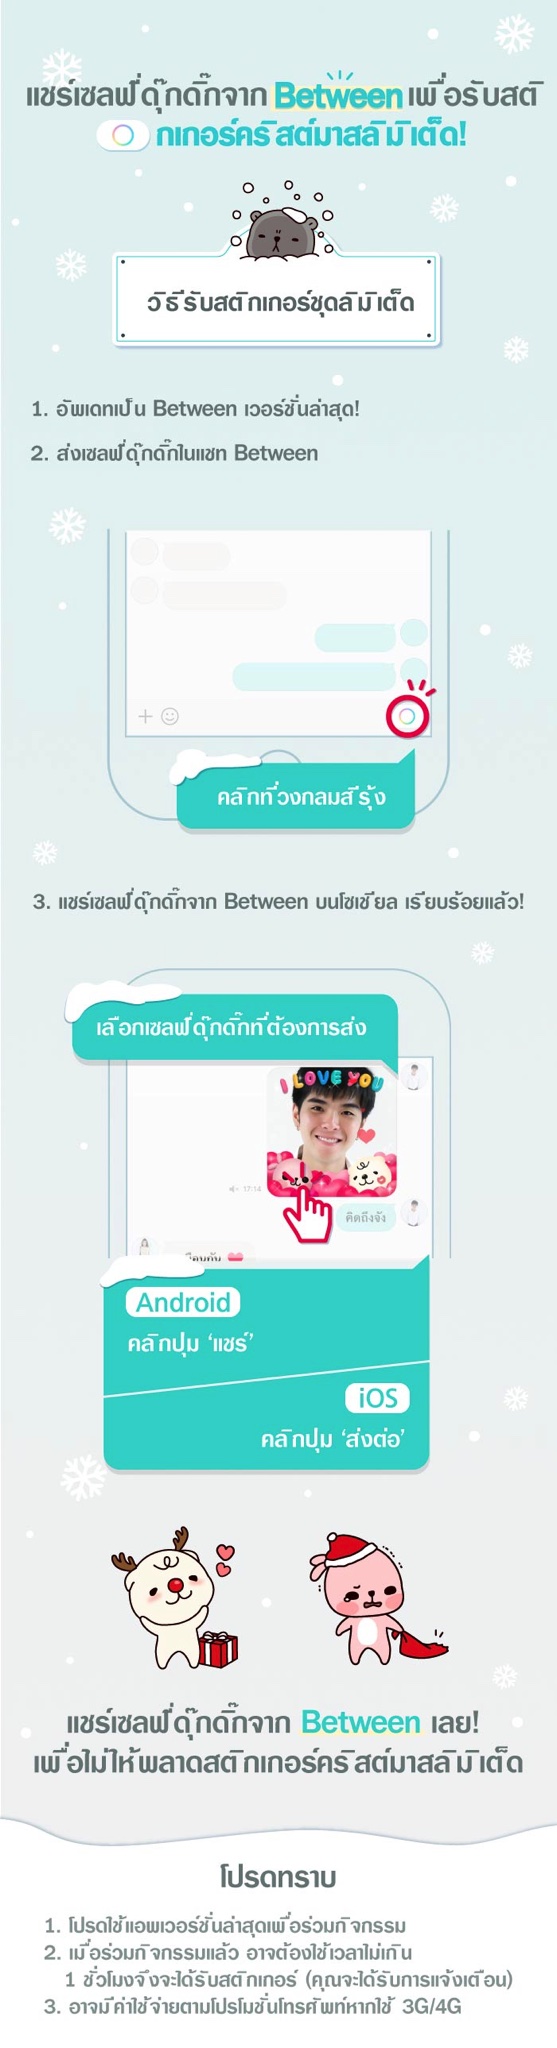 แชร์เซลฟี่ดุ๊กดิ๊กจาก Between เพื่อรับสติ
กเกอร์คริสต์มาสลิมิเต็ด!
วิธีรับสติกเกอร์ชุดลิมิเต็ด
1. อัพเดทเป็น Between เวอร์ชั่นล่าสุด!
2. ส่งเซลฟี่ดุ๊กดิ๊กในแชท Between
คลิกที่วงกลมสีรุ้ง
3. แชร์เซลฟี่ดุ๊กดิ๊กจาก Between บนโซเชียล เรียบร้อยแล้ว!
เลือกเซลฟี่ดุ๊กดิ๊กที่ต้องการส่ง
I LOVE YOU
17:14
คิดถึงจัง
Android
คลิกปุ่ม ‘แชร์’
iOS
คลิกปุ่ม ‘ส่งต่อ’
แชร์เซลฟี่ดุ๊กดิ๊กจาก Between เลย!
เพื่อไม่ให้พลาดสติกเกอร์คริสต์มาสลิมิเต็ด
โปรดทราบ
1. โปรดใช้แอพเวอร์ชั่นล่าสุดเพื่อร่วมกิจกรรม
2. เมื่อร่วมกิจกรรมแล้ว อาจต้องใช้เวลาไม่เกิน
1 ชั่วโมงจึงจะได้รับสติกเกอร์ (คุณจะได้รับการแจ้งเตือน)
3. อาจมีค่าใช้จ่ายตามโปรโมชั่นโทรศัพท์หากใช้ 3G/4G